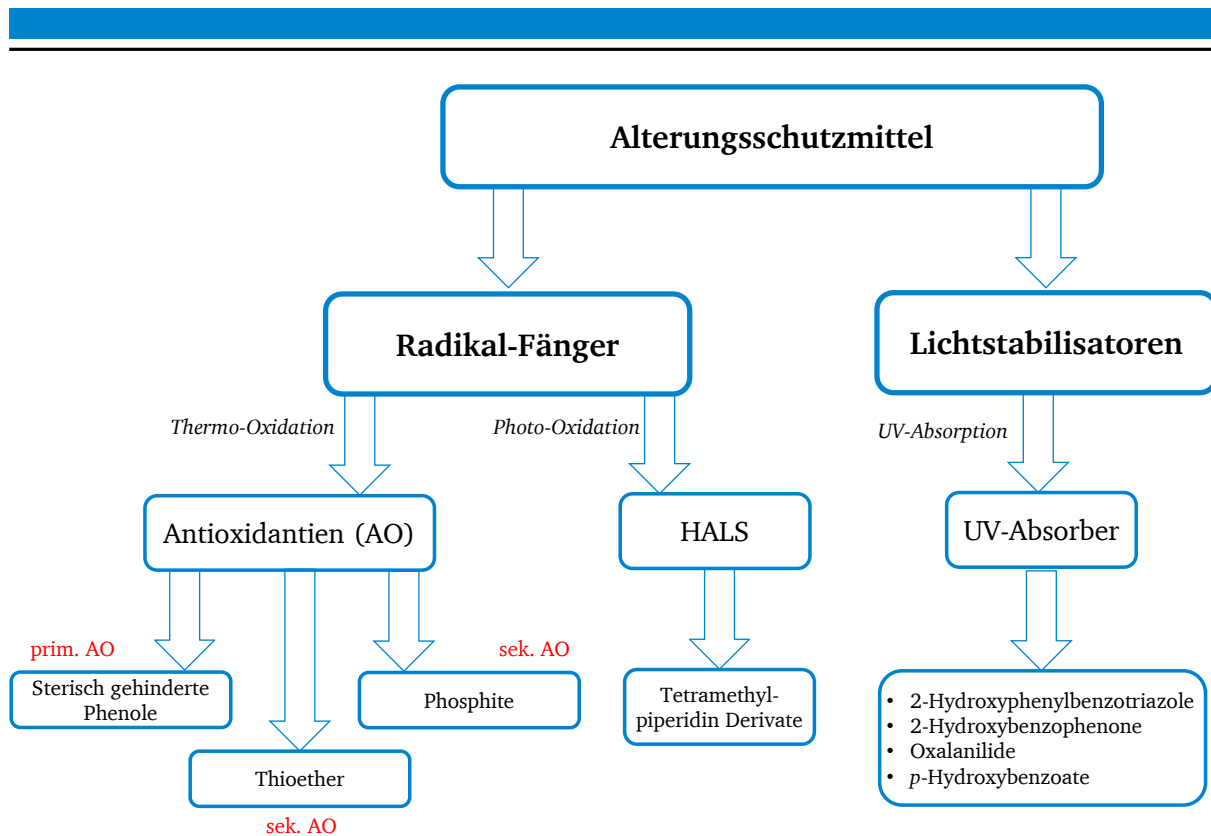 Alterungsschutzmittel
Radikal-Fänger
Lichtstabilisatoren
Thermo-Oxidation
Photo-Oxidation
UV-Absorption
Antioxidantien (AO)
HALS
UV-Absorber
prim. AO
sek. AO
Sterisch gehinderte
Phenole
Phosphite
Tetramethyl-
piperidin Derivate
• 2-Hydroxyphenylbenzotriazole
• 2-Hydroxybenzophenone
• Oxalanilide
• p-Hydroxybenzoate
Thioether
sek. AO